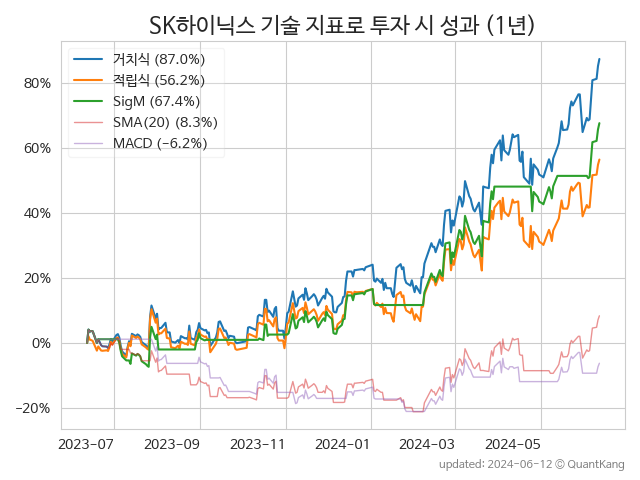 SK하이닉스 기술 지표로 투자 시 성과 (1년)
거치식 (87.0%)
적립식 (56.2%)
SigM (67.4%)
SMA(20) (8.3%)
MACD (−6.2%)
80%
60%
40%
20%
0%
−20%
2023−07 2023−09 2023−11 2024−01 2024−03 2024−05
updated: 2024−06−12 ⓒ QuantKang